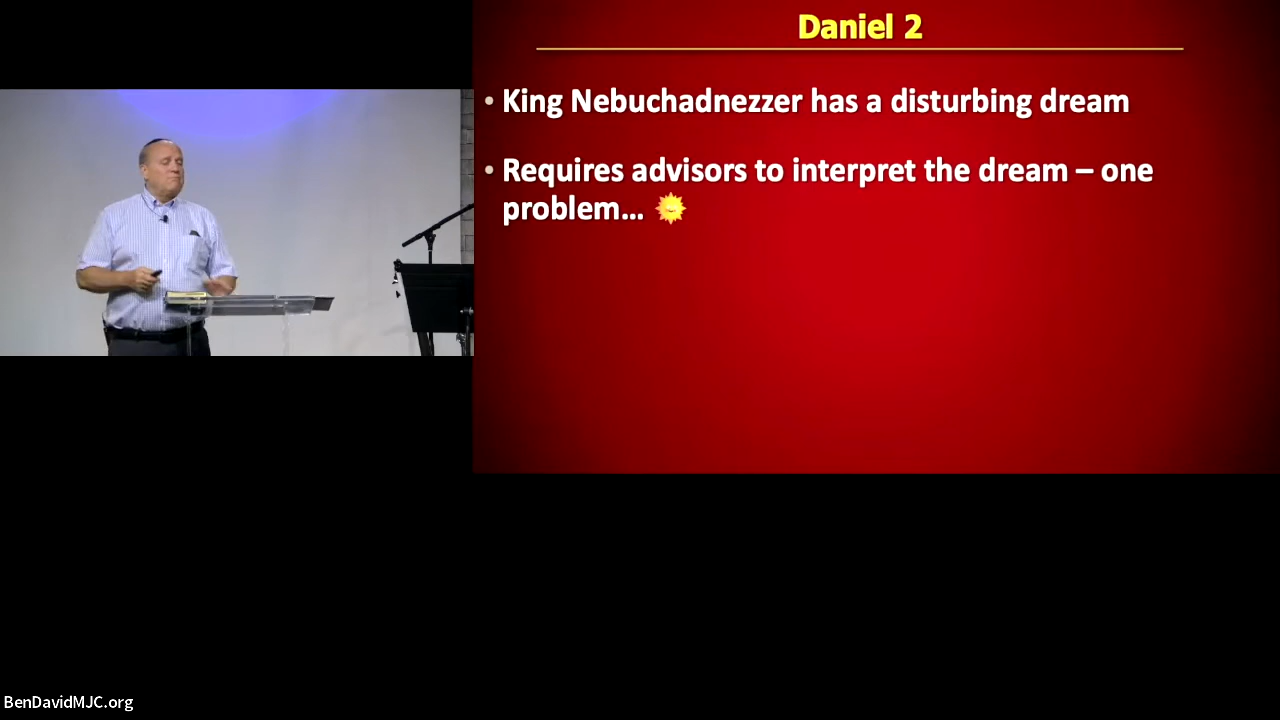 Daniel 2
• King Nebuchadnezzer has a disturbing dream
• Requires advisors to interpret the dream – one
problem... 🌞
BenDavidMJC.org